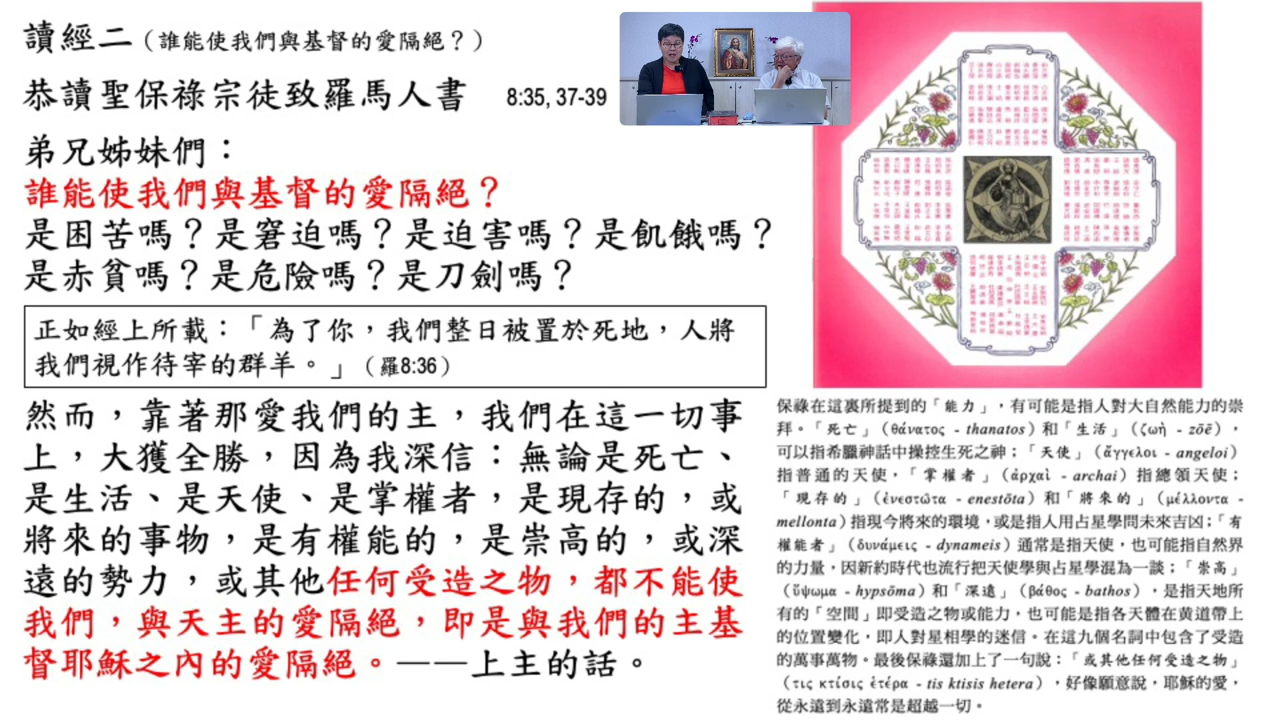 讀經二（誰能使我們與基督的愛隔絕？）
恭讀聖保祿宗徒致羅馬人書 8:35, 37-39
弟兄姊妹們：
誰能使我們與基督的愛隔絕？
是困苦嗎？是窘迫嗎？是迫害嗎？是飢餓嗎？
是赤貧嗎？是危險嗎？是刀劍嗎？
正如經上所載：「為了你，我們整日被置於死地，人將
我們視作待宰的群羊。」（羅8:36）
然而，靠著那愛我們的主，我們在這一切事
上，大獲全勝，因為我深信：無論是死亡、
是生活、是天使、是掌權者，是現存的，或
將來的事物，是有權能的，是崇高的，或深
遠的勢力，或其他任何受造之物，都不能使
我們，與天主的愛隔絕，即是與我們的主基
督耶穌之內的愛隔絕。——上主的話。
保祿在這裏所提到的「能力」，有可能是指人對大自然能力的崇
拜。「死亡」（θάνατος - thanatos）和「生活」（ζωὴ - zōē），
可以指希臘神話中操控生死之神；「天使」（ἄγγελοι - angeloi）
指普通的天使，「掌權者」（ἀρχαὶ - archai）指總領天使；
「現存的」（ἐνεστῶτα - enestōta）和「將來的」（μέλλοντα -
mellonta）指現今將來的環境，或是指人用占星學問未來吉凶；「有
權能者」（δυνάμεις - dynameis）通常是指天使，也可能指自然界
的力量，因新約時代也流行把天使學與占星學混為一談；「崇高」
（ὕψωμα - hypsōma）和「深遠」（βάθος - bathos），是指天地所
有的「空間」即受造之物或能力，也可能是指各天體在黄道帶上
的位置變化，即人對星相學的迷信。在這九個名詞中包含了受造
的萬事萬物。最後保祿還加上了一句說：「或其他任何受造之物」
（τις κτίσις ἑτέρα - tis ktisis hetera），好像願意說，耶穌的愛，
從永遠到永遠常是超越一切。